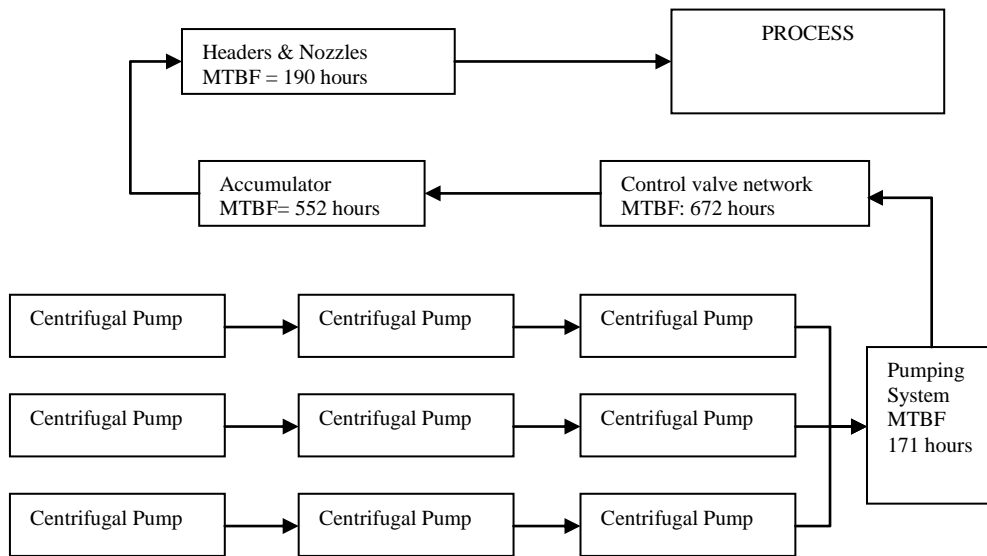 Headers & Nozzles
MTBF = 190 hours
PROCESS
Accumulator
MTBF= 552 hours
Control valve network
MTBF: 672 hours
Centrifugal Pump
Centrifugal Pump
Centrifugal Pump
Centrifugal Pump
Centrifugal Pump
Centrifugal Pump
Centrifugal Pump
Centrifugal Pump
Centrifugal Pump
Pumping
System
MTBF
171 hours